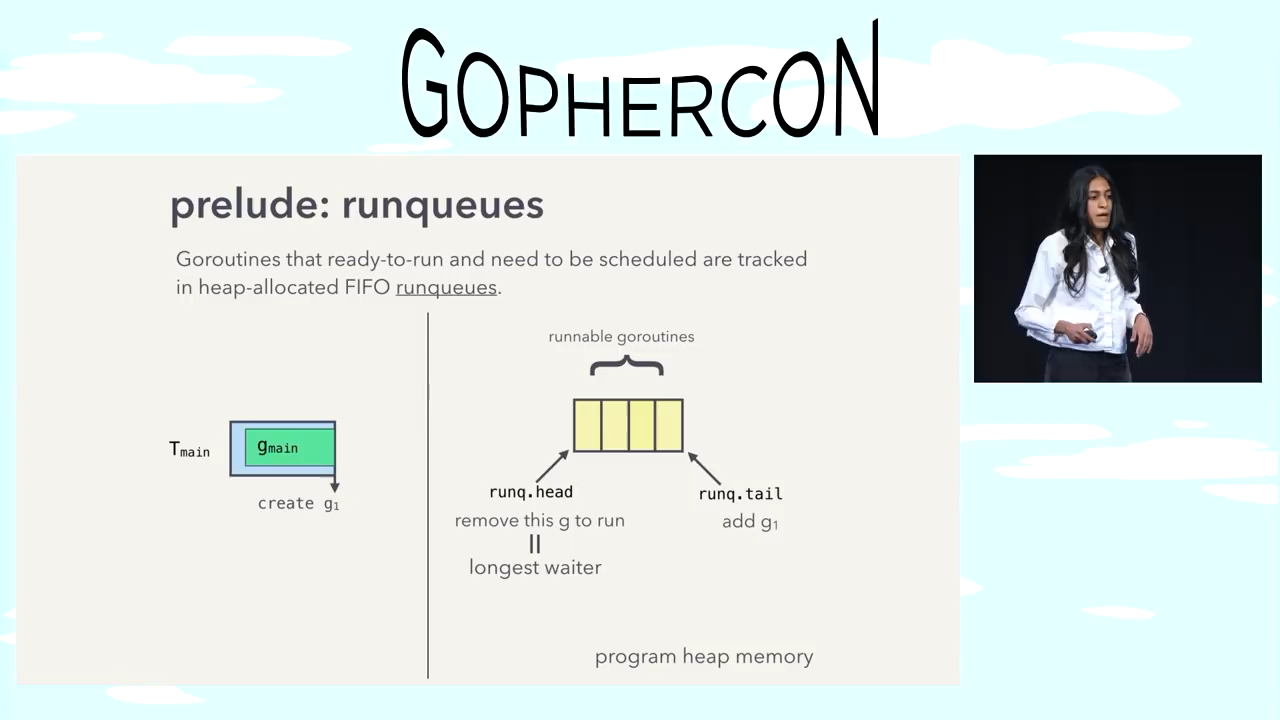 GOPHERCON
prelude: runqueues
Goroutines that ready-to-run and need to be scheduled are tracked
in heap-allocated FIFO runqueues.
runnable goroutines
Tmain
gmain
create g1
runq.head
remove this g to run
=
longest waiter
runq.tail
add g1
program heap memory